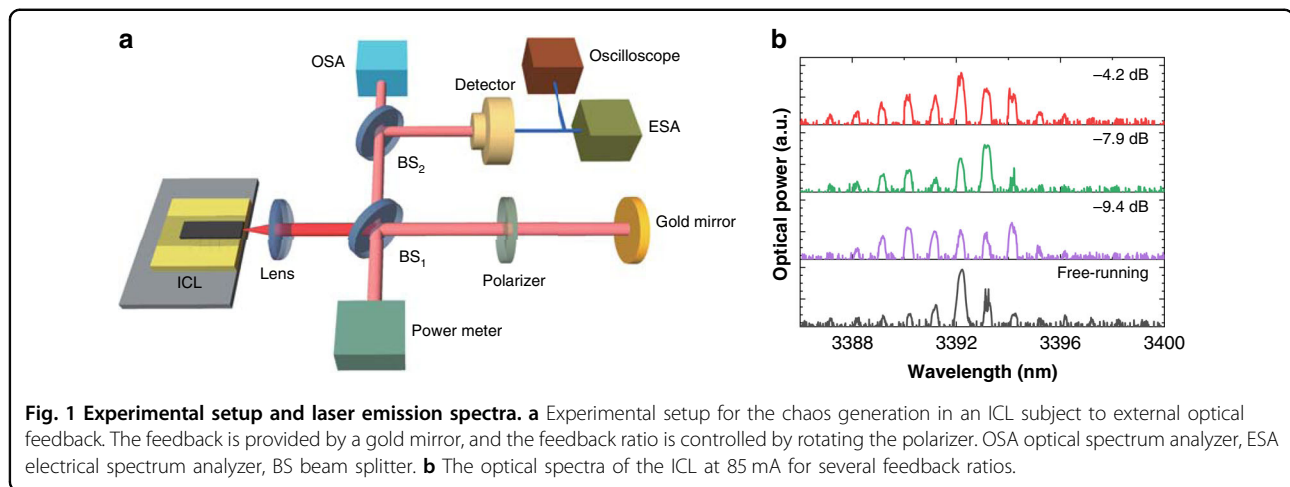 a
OSA
Oscilloscope
Detector
ESA
BS2
Gold mirror
Lens
BS1
Polarizer
ICL
Power meter
b
−4.2 dB
−7.9 dB
−9.4 dB
Free-running
Optical power (a.u.)
3388 3392 3396 3400
Wavelength (nm)
Fig. 1 Experimental setup and laser emission spectra. a Experimental setup for the chaos generation in an ICL subject to external optical
feedback. The feedback is provided by a gold mirror, and the feedback ratio is controlled by rotating the polarizer. OSA optical spectrum analyzer, ESA
electrical spectrum analyzer, BS beam splitter. b The optical spectra of the ICL at 85 mA for several feedback ratios.